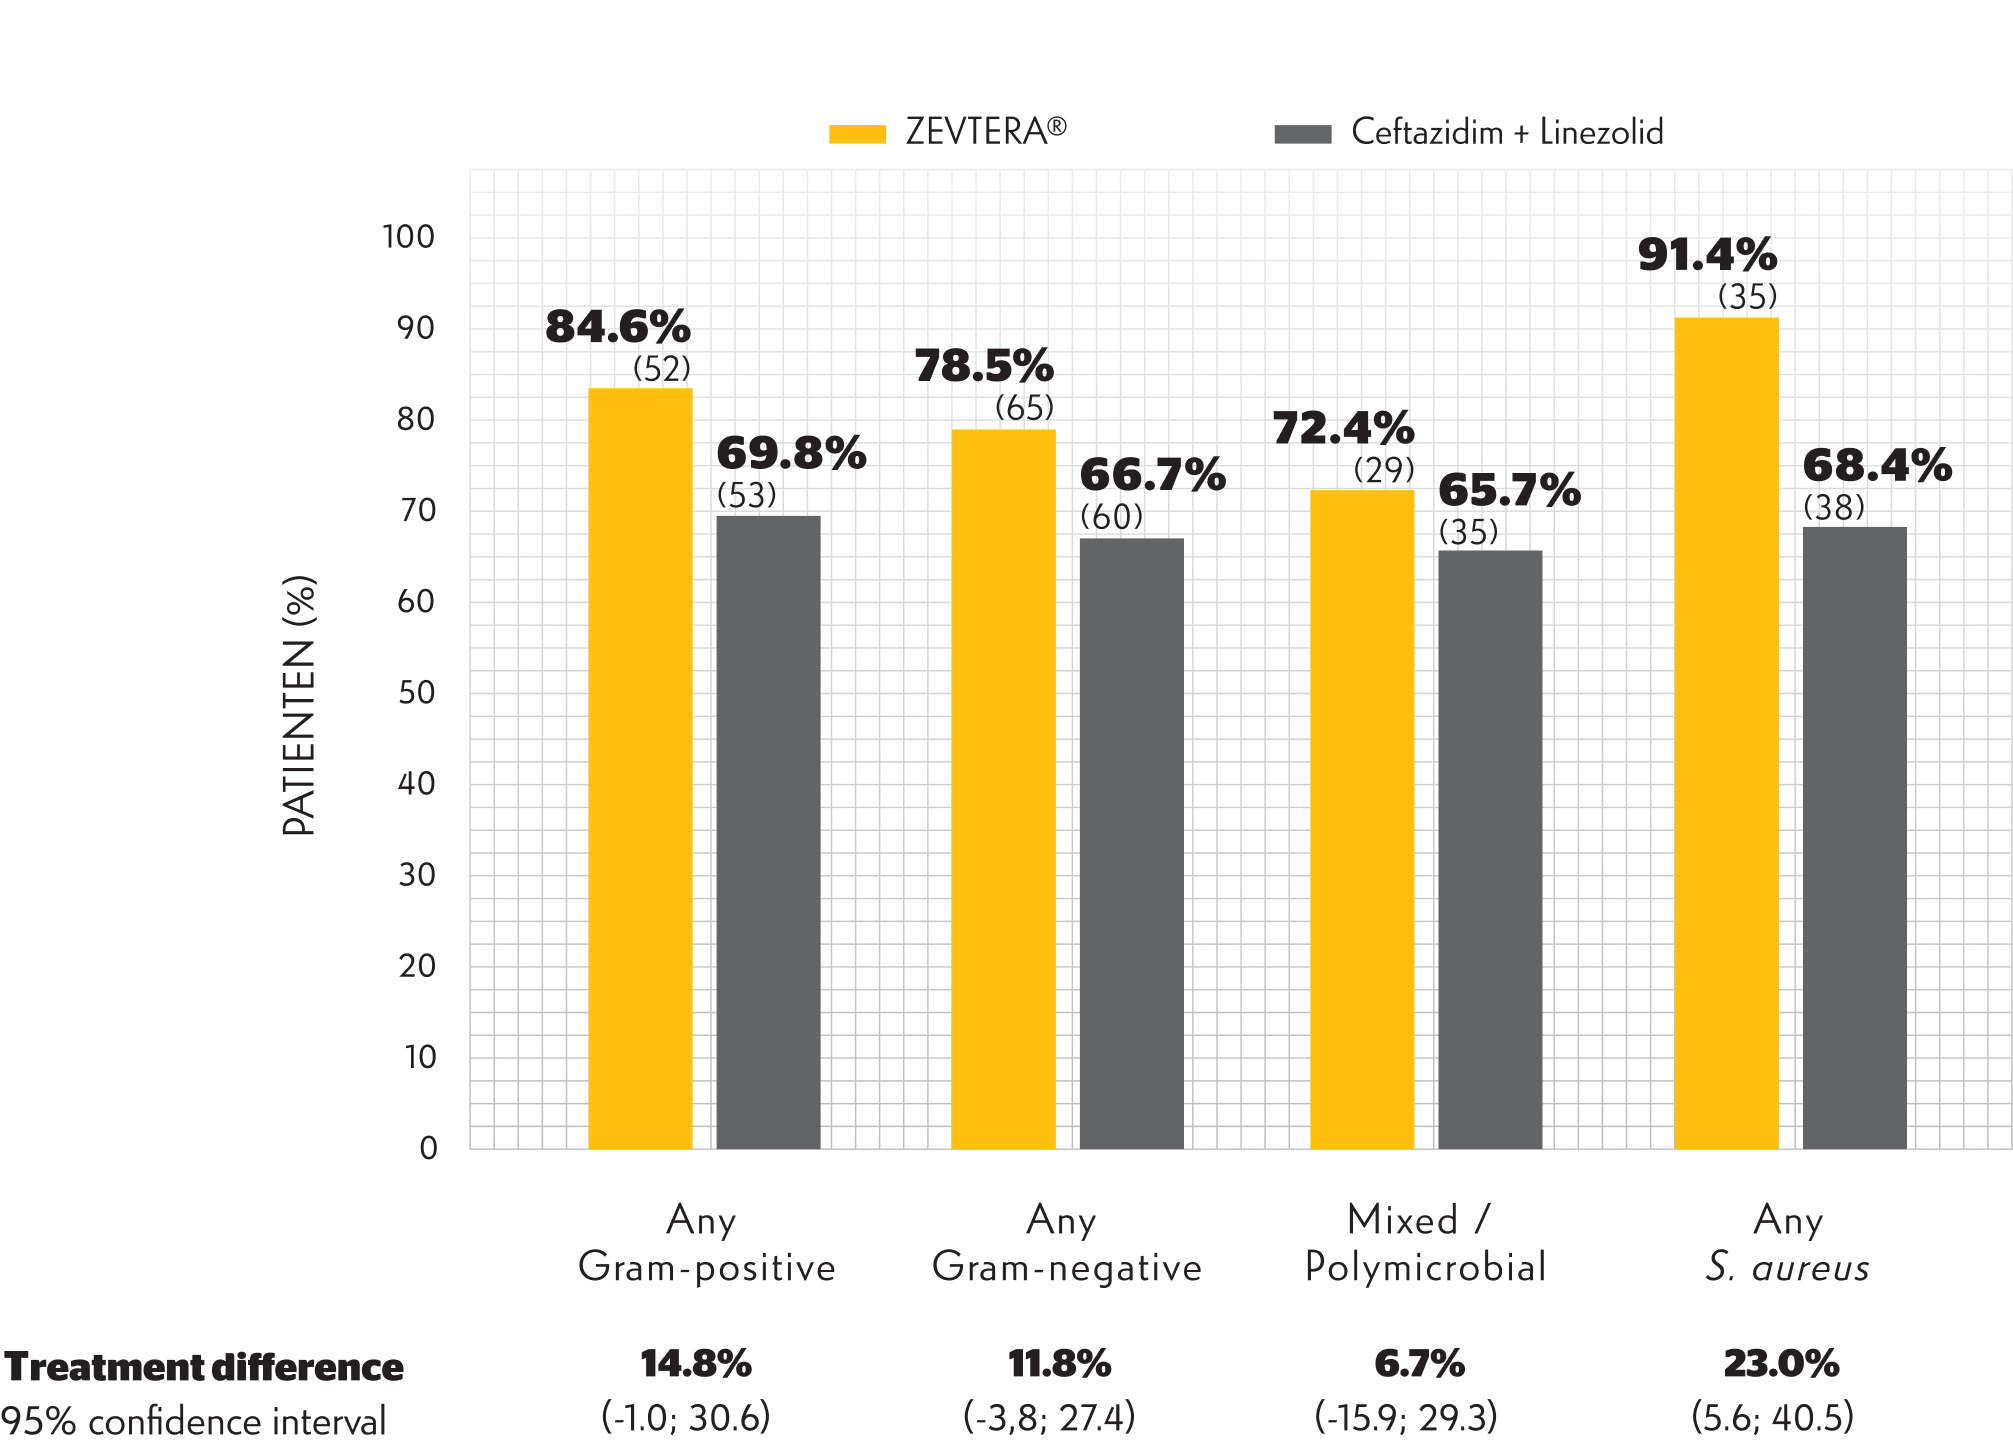 ZEVTERA® Ceftazidim + Linezolid
PATIENTEN (%)
100
90
80
70
60
50
40
30
20
10
0
84.6%
(52)
69.8%
(53)
78.5%
(65)
66.7%
(60)
72.4%
(29)
65.7%
(35)
91.4%
(35)
68.4%
(38)
Any
Gram-positive
Any
Gram-negative
Mixed /
Polymicrobial
Any
S. aureus
Treatment difference 14.8% 11.8% 6.7% 23.0%
95% confidence interval (-1.0; 30.6) (-3,8; 27.4) (-15.9; 29.3) (5.6; 40.5)